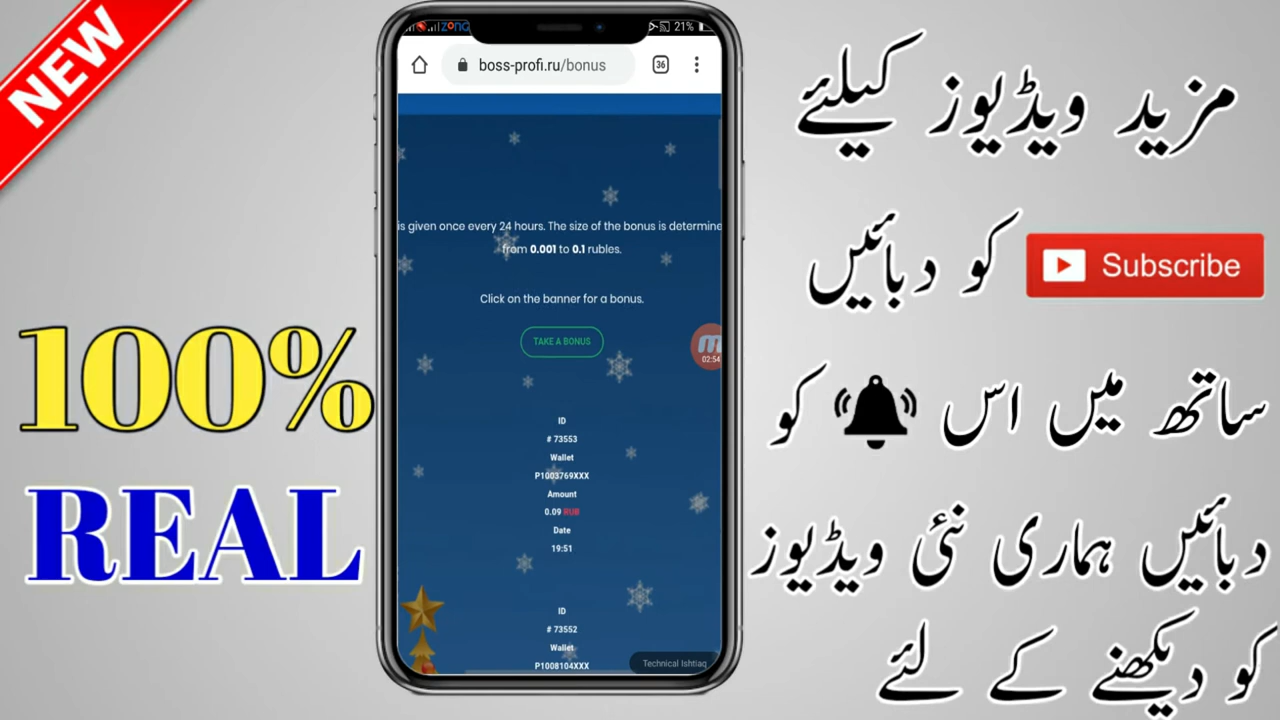 NEW
100%
REAL
ZONG
21%
boss-profi.ru/bonus
36
is given once every 24 hours. The size of the bonus is determine
from 0.001 to 0.1 rubles.
Click on the banner for a bonus.
TAKE A BONUS
02:54
ID
# 73553
Wallet
P1003769XXX
Amount
0.09 RUB
Date
19:51
ID
# 73552
Wallet
P1008104XXX
Technical Ishtiaq
مزید ویڈیوز کیلئے
Subscribe کو دبائیں
ساتھ میں اس کو
دبائیں ہماری نئی ویڈیوز
کو دیکھنے کے لئے